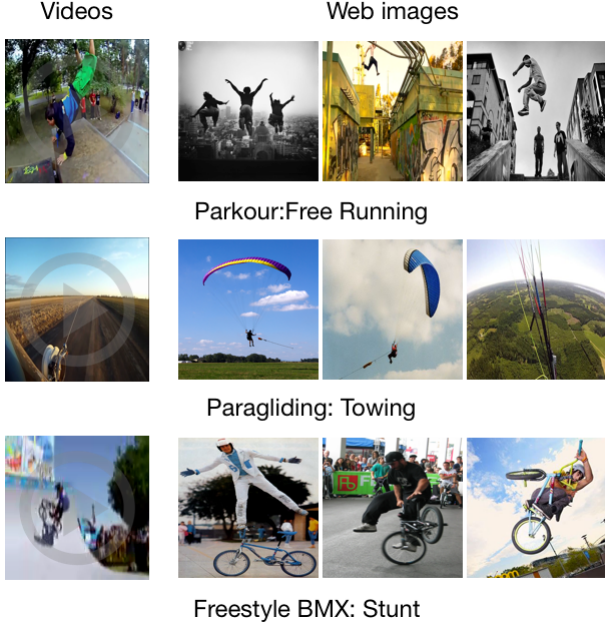 Videos
Web images
Parkour:Free Running
Paragliding: Towing
Freestyle BMX: Stunt